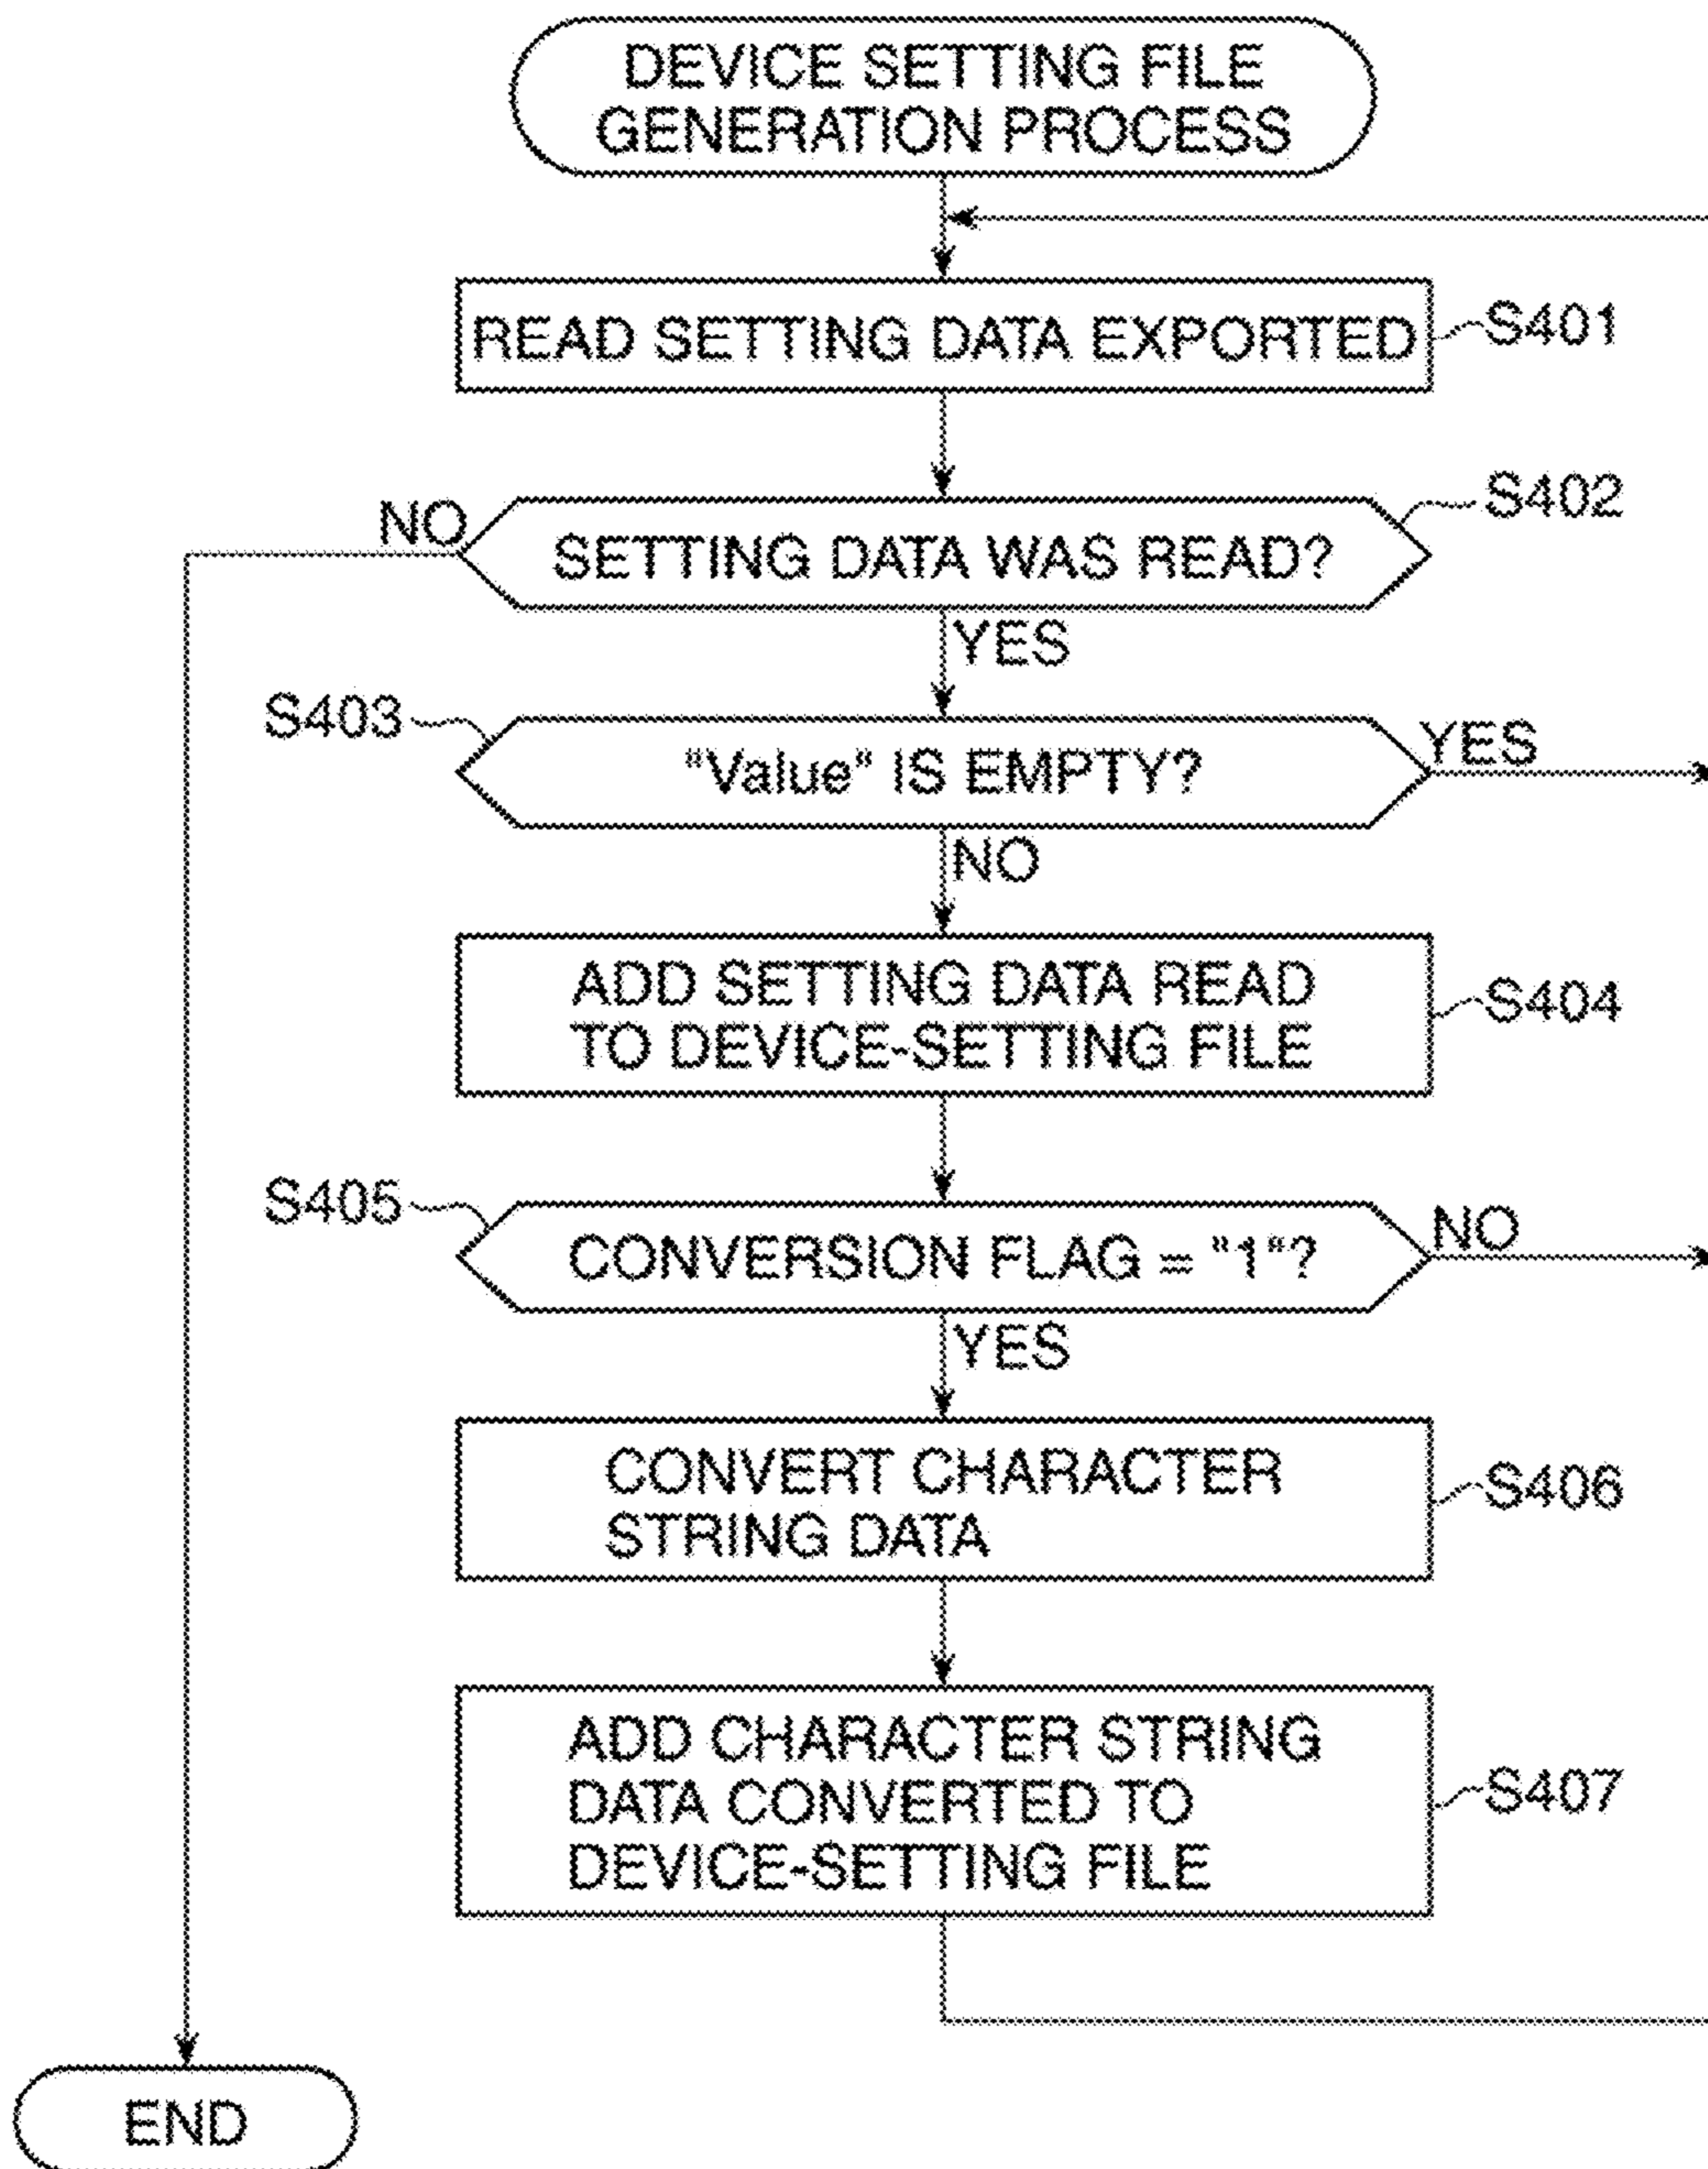 DEVICE SETTING FILE
GENERATION PROCESS
READ SETTING DATA EXPORTED
S401
S402
NO
SETTING DATA WAS READ?
YES
S403
"Value" IS EMPTY?
YES
NO
ADD SETTING DATA READ
TO DEVICE-SETTING FILE
S404
S405
CONVERSION FLAG = "1"?
NO
YES
CONVERT CHARACTER
STRING DATA
S406
ADD CHARACTER STRING
DATA CONVERTED TO
DEVICE-SETTING FILE
S407
END